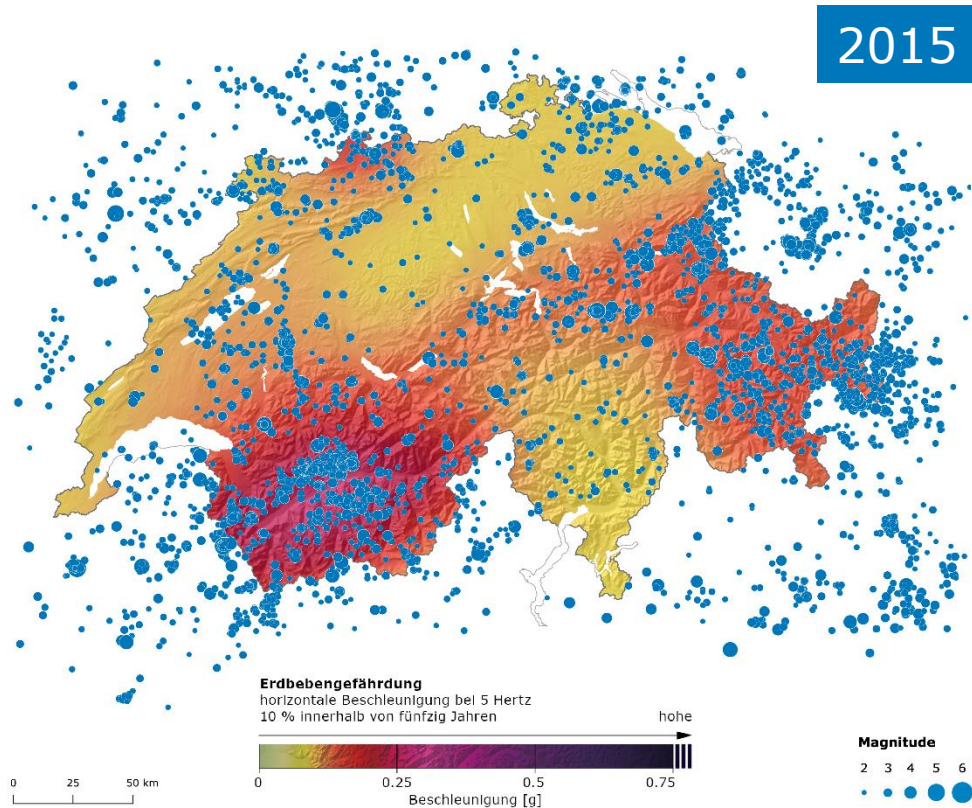 2015
Erdbebengefährdung
horizontale Beschleunigung bei 5 Hertz
10 % innerhalb von fünfzig Jahren
hohe
0 0.25 0.5 0.75
Beschleunigung [g]
0 25 50 km
Magnitude
2 3 4 5 6